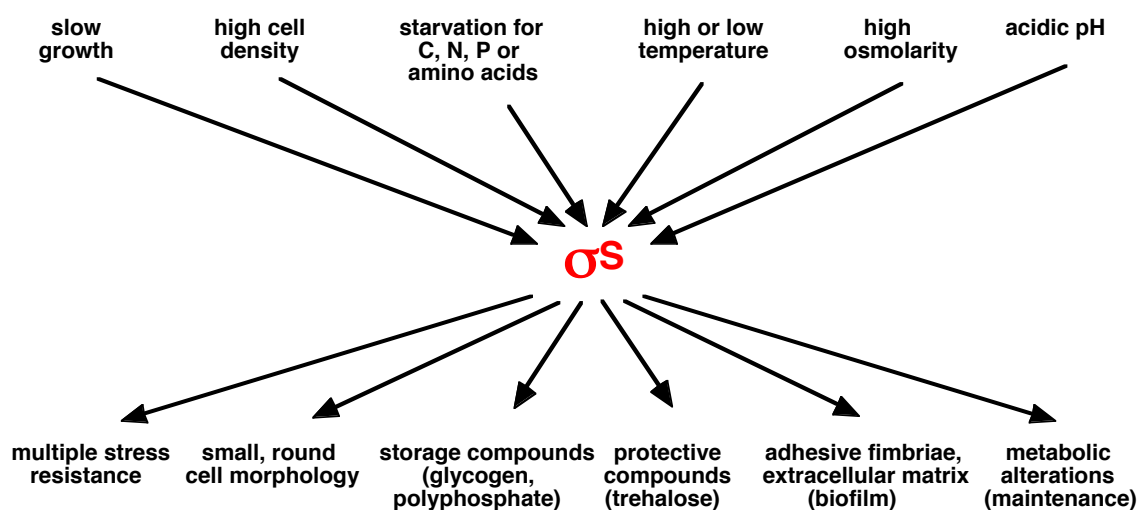 slow
growth
high cell
density
starvation for
C, N, P or
amino acids
high or low
temperature
high
osmolarity
acidic pH
σS
multiple stress
resistance
small, round
cell morphology
storage compounds
(glycogen,
polyphosphate)
protective
compounds
(trehalose)
adhesive fimbriae,
extracellular matrix
(biofilm)
metabolic
alterations
(maintenance)